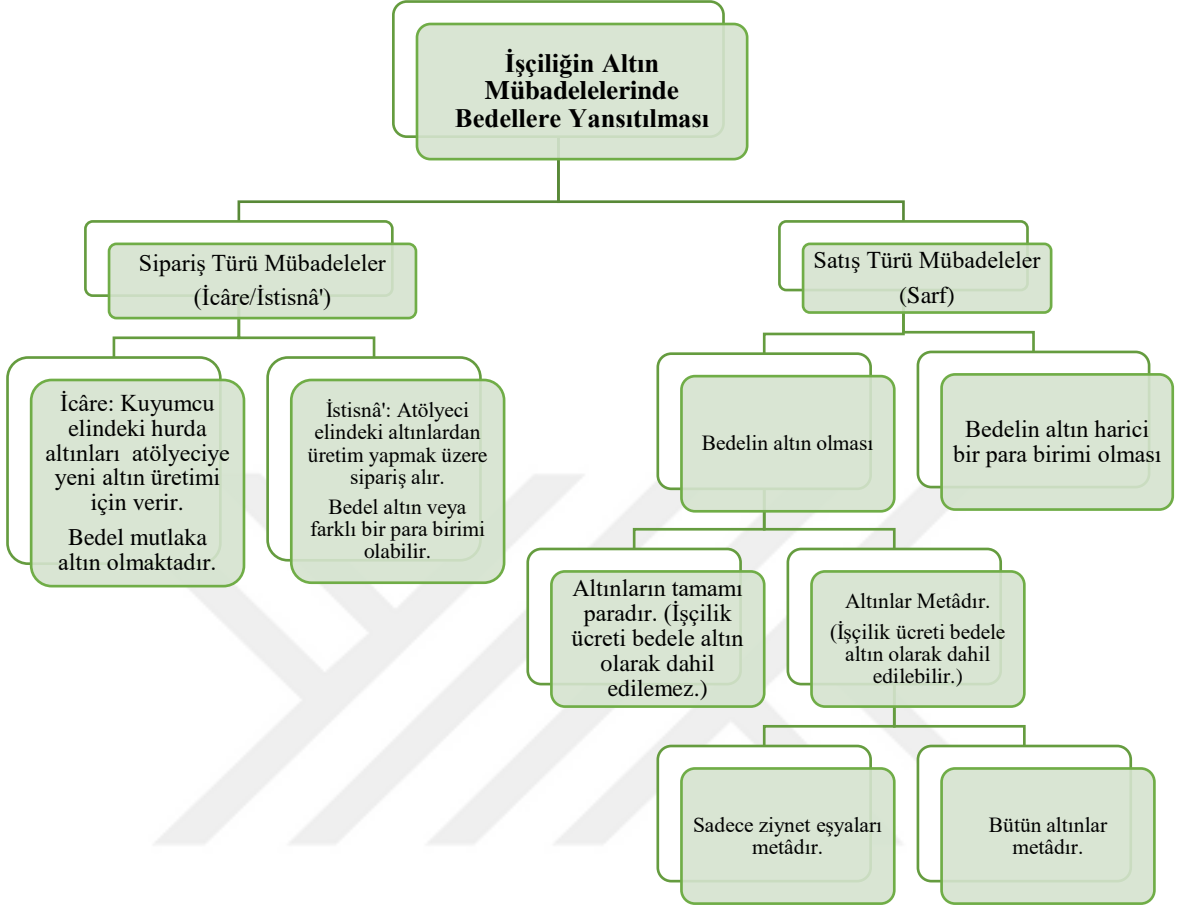 İşçiliğin Altın
Mübadelelerinde
Bedellere Yansıtılması
Sipariş Türü Mübadeleler
(İcâre/İstisnâ')
Satış Türü Mübadeleler
(Sarf)
İcâre: Kuyumcu
elindeki hurda
altınları atölyeciye
yeni altın üretimi
için verir.
Bedel mutlaka
altın olmaktadır.
İstisnâ': Atölyeci
elindeki altınlardan
üretim yapmak üzere
sipariş alır.
Bedel altın veya
farklı bir para birimi
olabilir.
Bedelin altın olması
Bedelin altın harici
bir para birimi olması
Altınların tamamı
paradır. (İşçilik
ücreti bedele altın
olarak dahil
edilemez.)
Altınlar Metâdır.
(İşçilik ücreti bedele
altın olarak dahil
edilebilir.)
Sadece ziynet eşyaları
metâdır.
Bütün altınlar
metâdır.